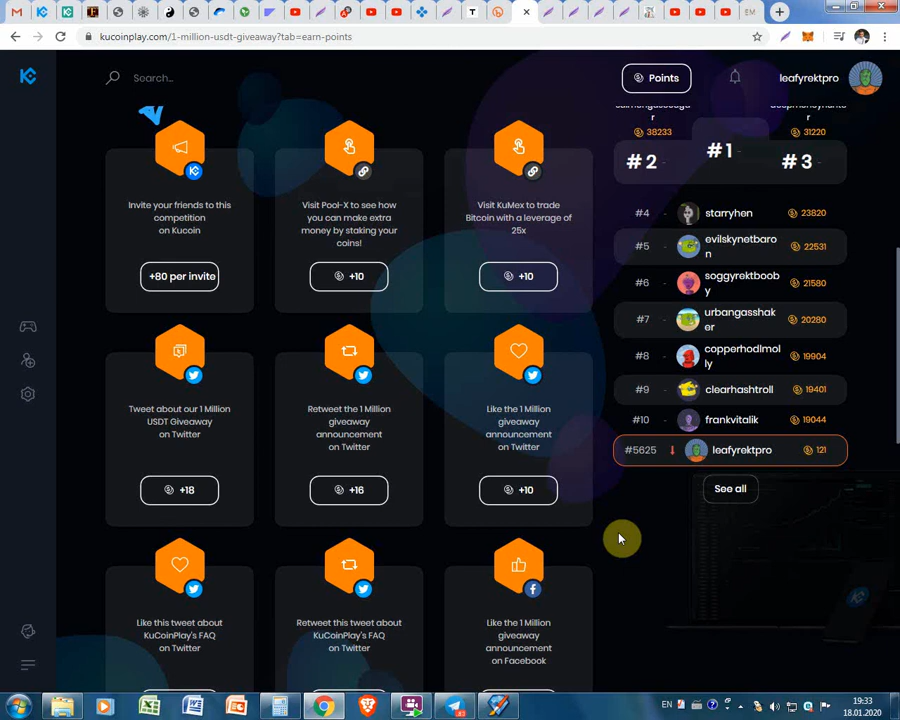 EM
kucoinplay.com/1-million-usdt-giveaway?tab=earn-points
Search...
Points
leafyrektpro
r
r
38233
31220
#2 -
#1 -
#3 -
Invite your friends to this
competition
on Kucoin
+80 per invite
Visit Pool-X to see how
you can make extra
money by staking your
coins!
+10
Visit KuMex to trade
Bitcoin with a leverage of
25x
+10
#4 - starryhen 23820
#5 - evilskynetbaro
n 22531
#6 - soggyrektboob
y 21580
#7 - urbangasshak
er 20280
#8 - copperhodlmol
ly 19904
#9 - clearhashtroll 19401
#10 - frankvitalik 19044
#5625 leafyrektpro 121
See all
Tweet about our 1 Million
USDT Giveaway
on Twitter
+18
Retweet the 1 Million
giveaway
announcement
on Twitter
+16
Like the 1 Million
giveaway
announcement
on Twitter
+10
Like this tweet about
KuCoinPlay's FAQ
on Twitter
Retweet this tweet about
KuCoinPlay's FAQ
on Twitter
Like the 1 Million
giveaway
announcement
on Facebook
EN
19:33
18.01.2020